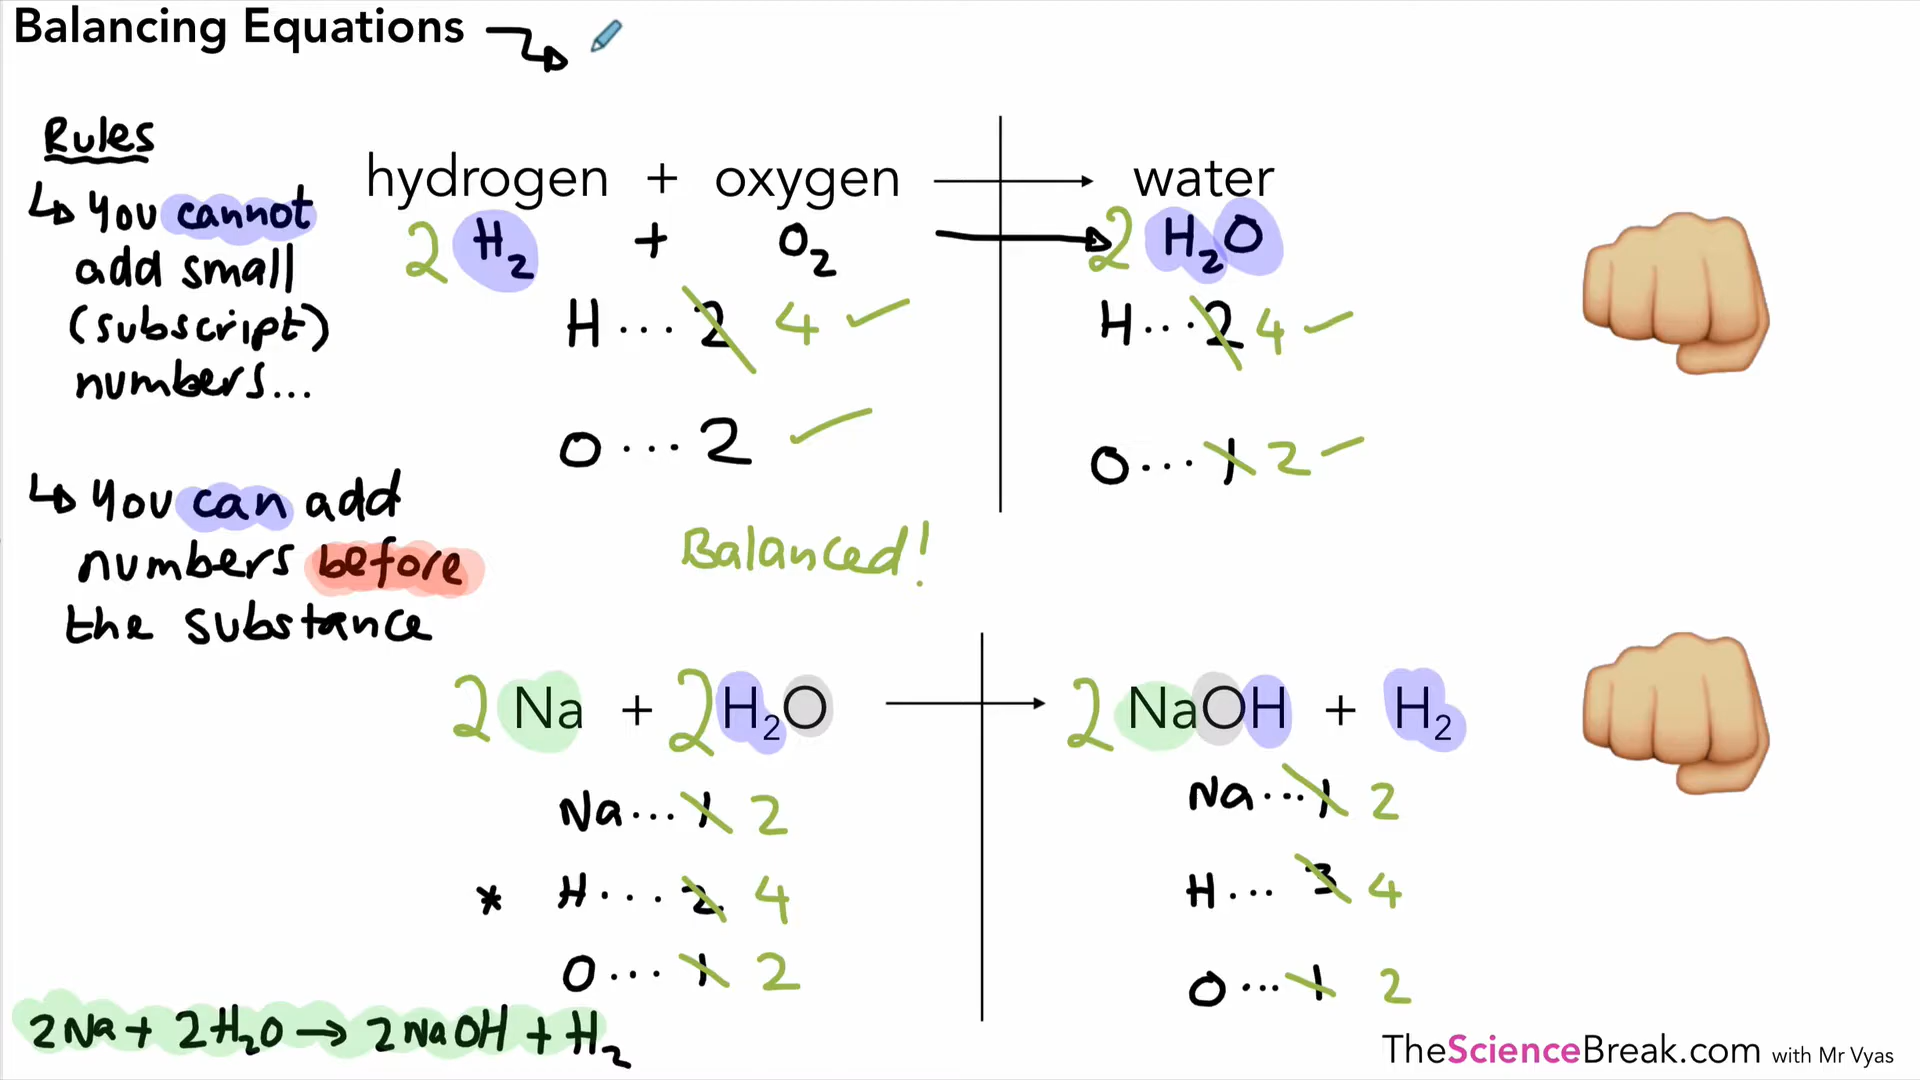 Balancing Equations
Rules
You cannot
add small
(subscript)
numbers...
You can add
numbers before
the substance
hydrogen + oxygen → water
2 H₂ + O₂ → 2 H₂O
H ... 2 4 ✓ H ... 2 4 ✓
O ... 2 ✓ O ... 1 2 ✓
Balanced!
2 Na + 2 H₂O → 2 NaOH + H₂
Na ... 1 2 Na ... 1 2
* H ... 2 4 H ... 3 4
O ... 1 2 O ... 1 2
2Na + 2H₂O → 2NaOH + H₂
TheScienceBreak.com with Mr Vyas